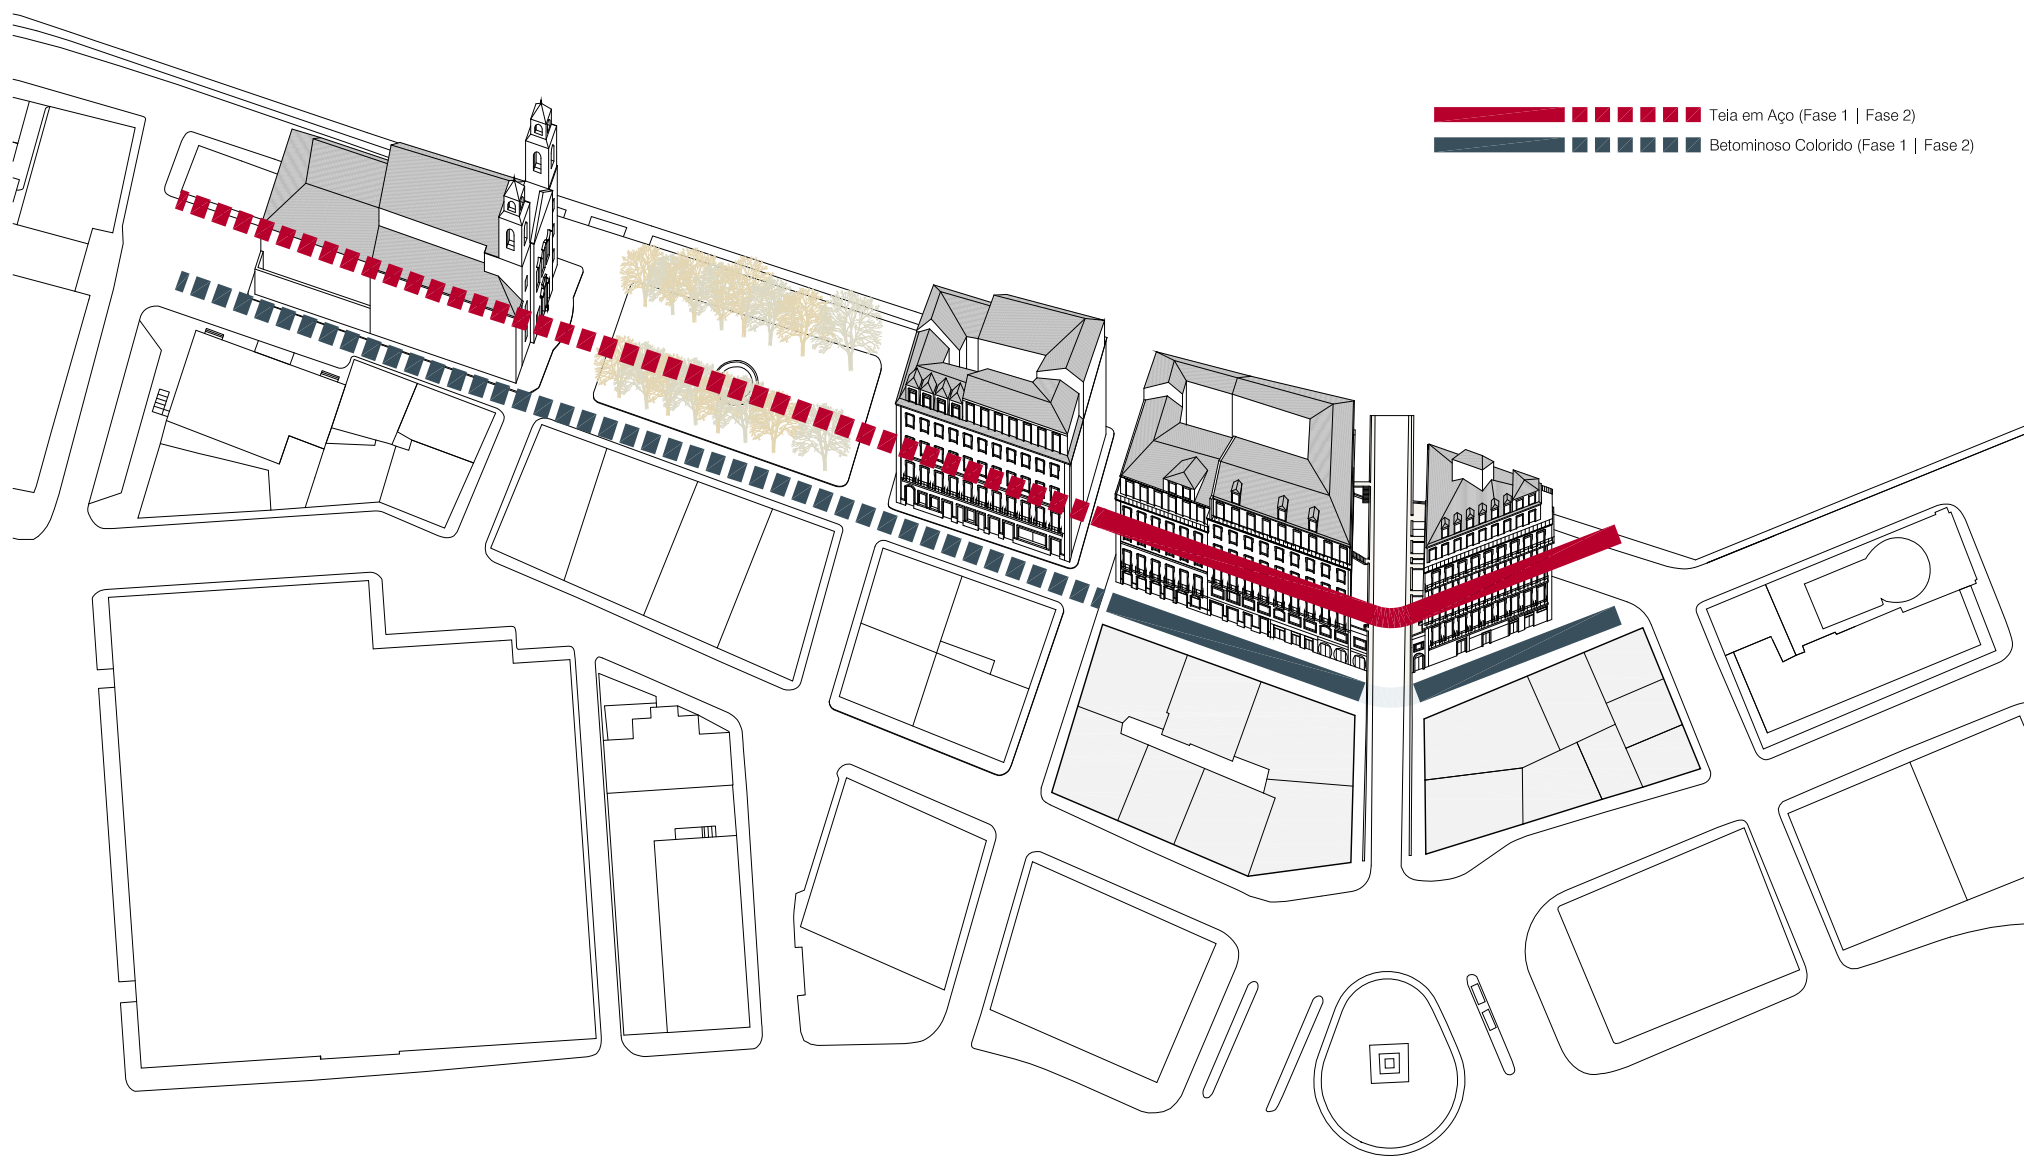 Teia em Aço (Fase 1 | Fase 2)
Betominoso Colorido (Fase 1 | Fase 2)